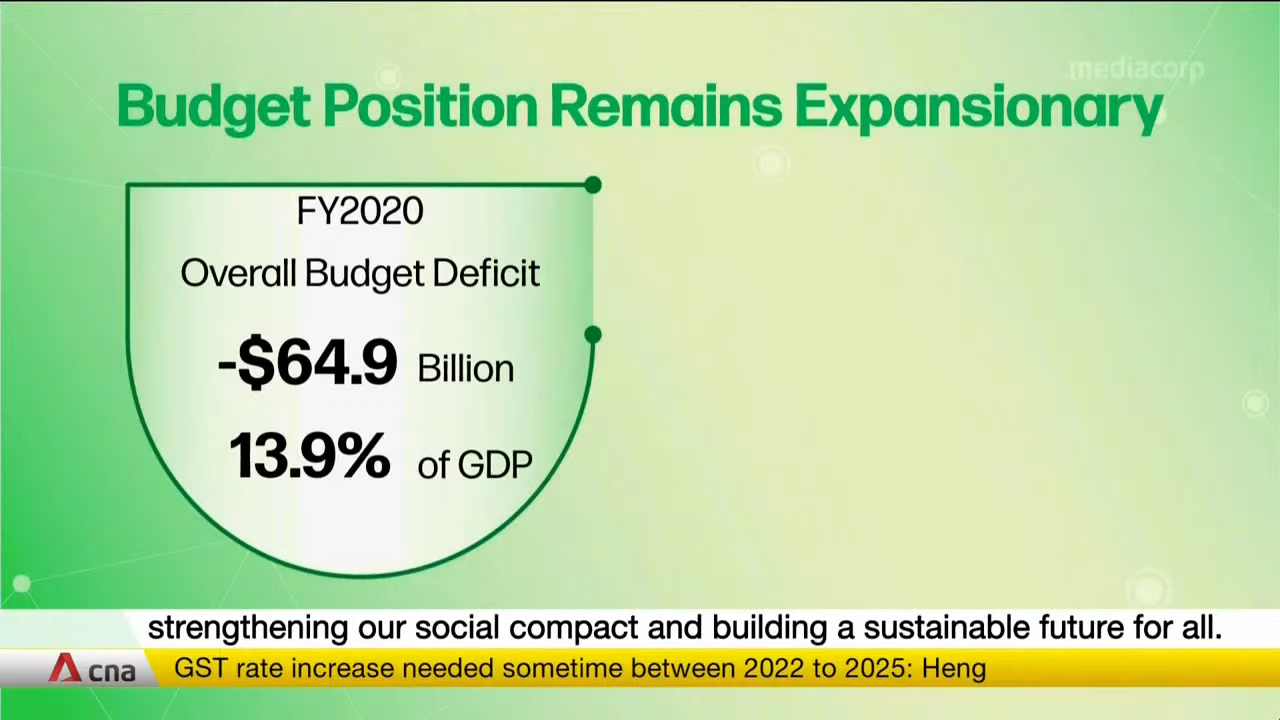 mediacorp
Budget Position Remains Expansionary
FY2020
Overall Budget Deficit
-$64.9 Billion
13.9% of GDP
strengthening our social compact and building a sustainable future for all.
cna GST rate increase needed sometime between 2022 to 2025: Heng